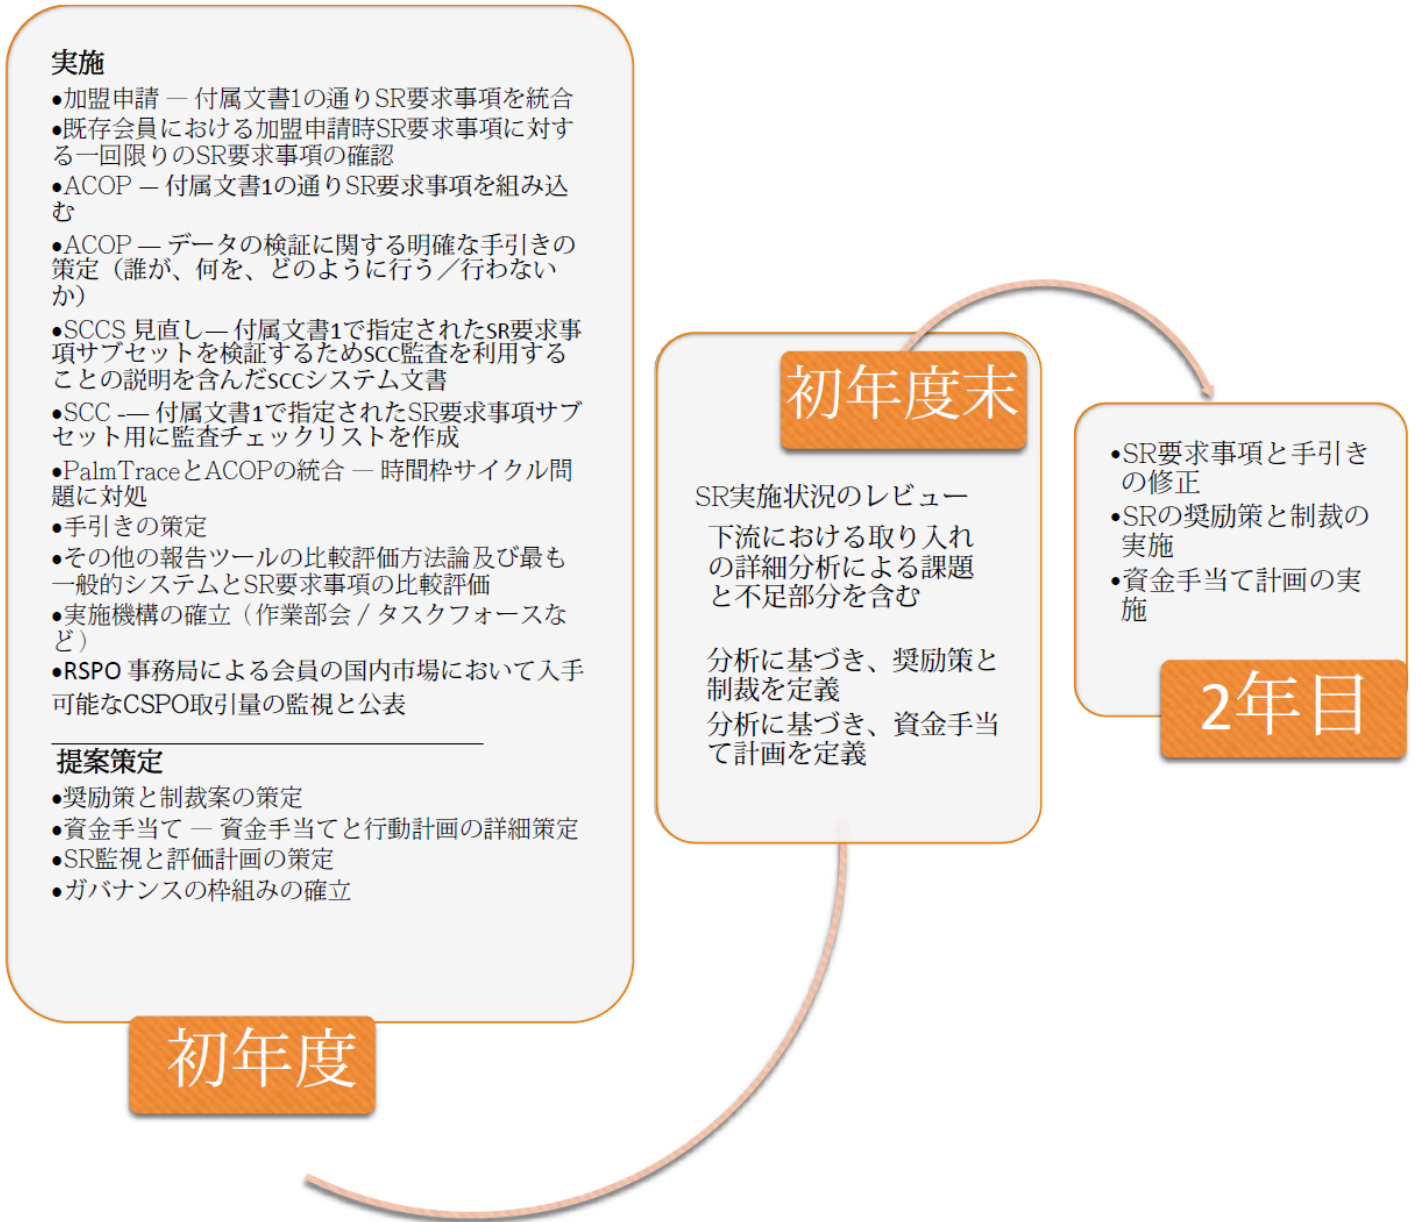 実施
•加盟申請 — 付属文書1の通りSR要求事項を統合
•既存会員における加盟申請時SR要求事項に対す
る一回限りのSR要求事項の確認
•ACOP — 付属文書1の通りSR要求事項を組み込
む
•ACOP — データの検証に関する明確な手引きの
策定（誰が、何を、どのように行う／行わない
か）
•SCCS 見直し— 付属文書1で指定されたSR要求事
項サブセットを検証するためSCC監査を利用する
ことの説明を含んだSCCシステム文書
•SCC -— 付属文書1で指定されたSR要求事項サブ
セット用に監査チェックリストを作成
•PalmTraceとACOPの統合 — 時間枠サイクル問
題に対処
•手引きの策定
•その他の報告ツールの比較評価方法論及び最も
一般的システムとSR要求事項の比較評価
•実施機構の確立（作業部会 / タスクフォースな
ど）
•RSPO 事務局による会員の国内市場において入手
可能なCSPO取引量の監視と公表
提案策定
•奨励策と制裁案の策定
•資金手当て — 資金手当てと行動計画の詳細策定
•SR監視と評価計画の策定
•ガバナンスの枠組みの確立
初年度
初年度末
SR実施状況のレビュー
下流における取り入れ
の詳細分析による課題
と不足部分を含む
分析に基づき、奨励策と
制裁を定義
分析に基づき、資金手当
て計画を定義
•SR要求事項と手引き
の修正
•SRの奨励策と制裁の
実施
•資金手当て計画の実
施
2年目